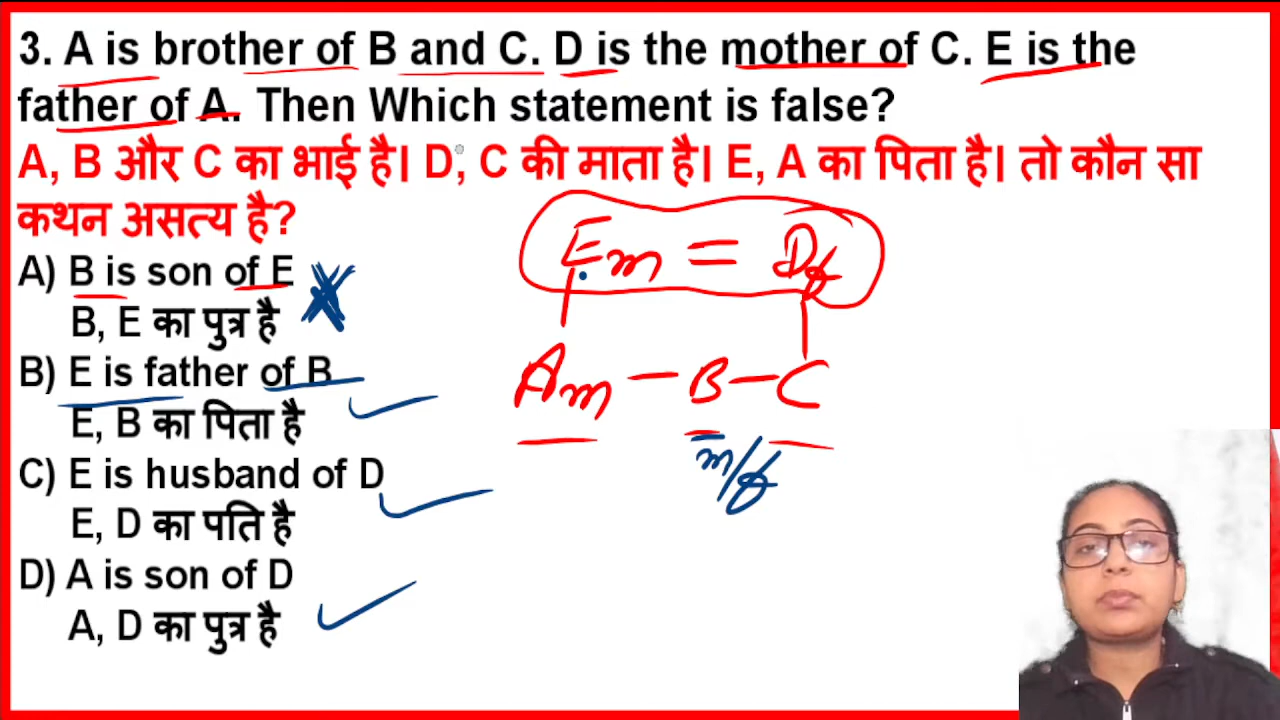 3. A is brother of B and C. D is the mother of C. E is the
father of A. Then Which statement is false?
A, B और C का भाई है। D, C की माता है। E, A का पिता है। तो कौन सा
कथन असत्य है?
A) B is son of E
B, E का पुत्र है
B) E is father of B
E, B का पिता है
C) E is husband of D
E, D का पति है
D) A is son of D
A, D का पुत्र है
Em = Df
Am - B - C
m/f